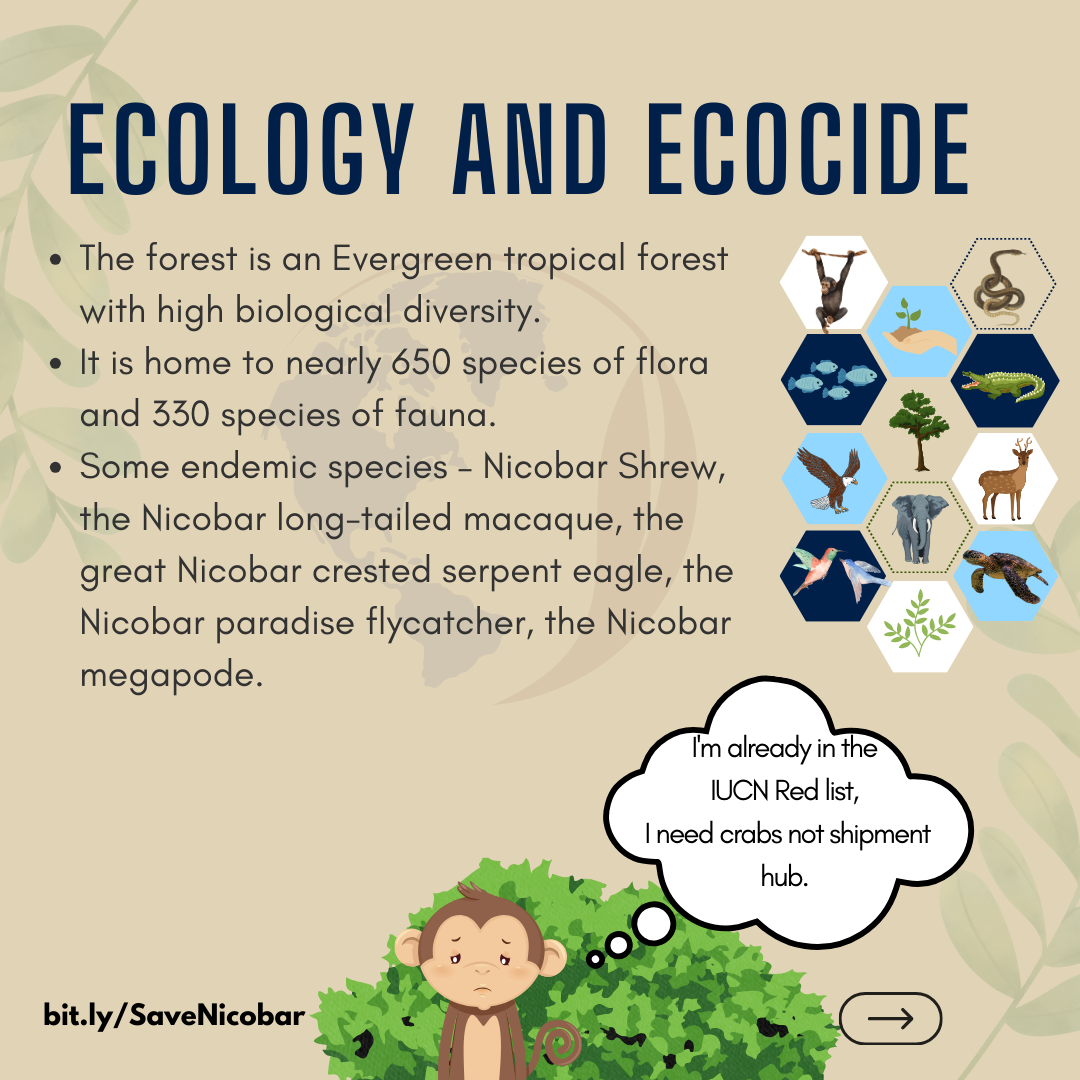 ECOLOGY AND ECOCIDE
• The forest is an Evergreen tropical forest
with high biological diversity.
• It is home to nearly 650 species of flora
and 330 species of fauna.
• Some endemic species - Nicobar Shrew,
the Nicobar long-tailed macaque, the
great Nicobar crested serpent eagle, the
Nicobar paradise flycatcher, the Nicobar
megapode.
I'm already in the
IUCN Red list,
I need crabs not shipment
hub.
bit.ly/SaveNicobar